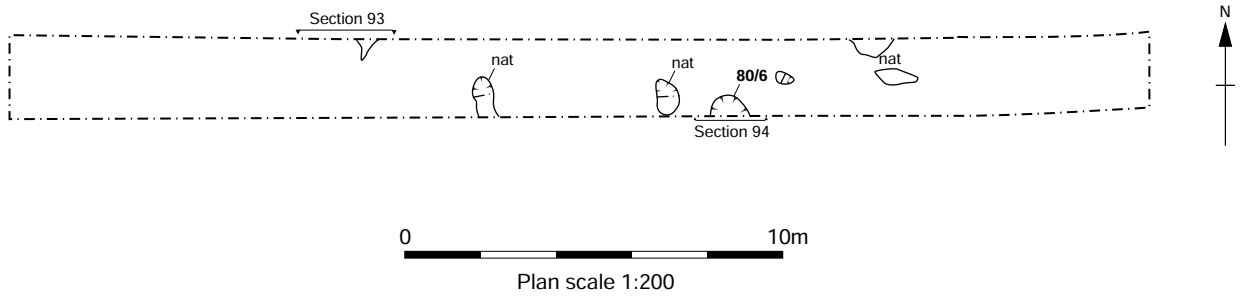 Section 93
N
nat
nat
80/6
nat
Section 94
0 10m
Plan scale 1:200